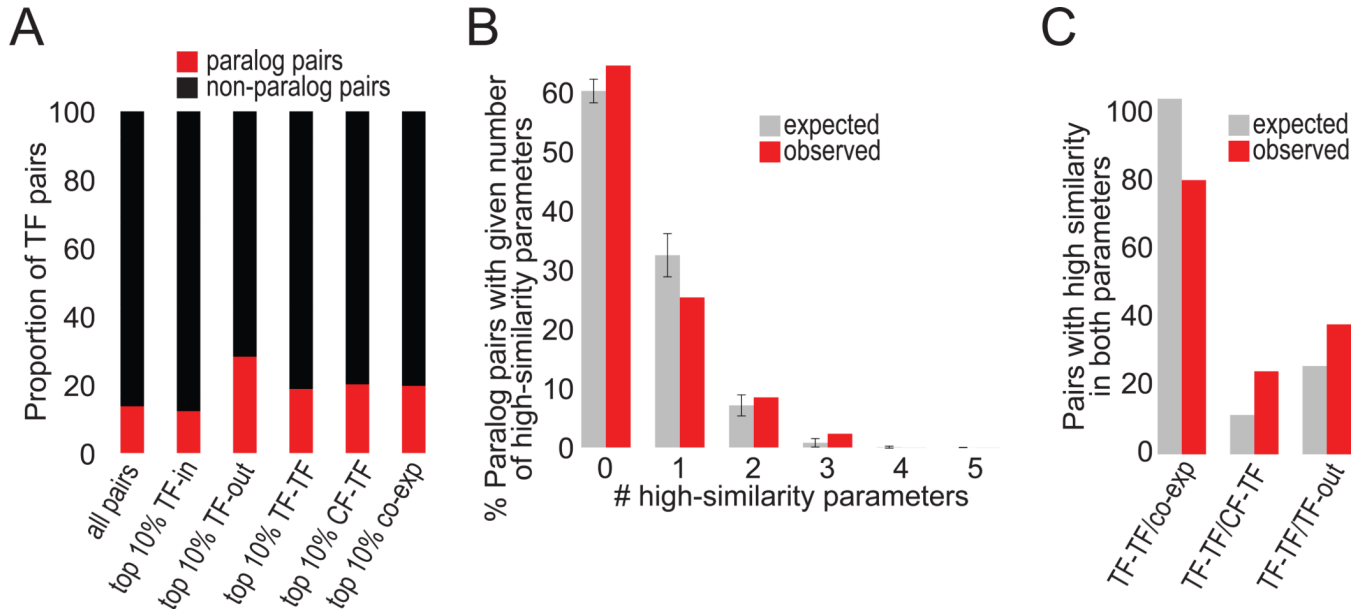 A
paralog pairs
non-paralog pairs
Proportion of TF pairs
100
80
60
40
20
0
all pairs
top 10% TF-in
top 10% TF-out
top 10% TF-TF
top 10% CF-TF
top 10% co-exp
B
% Paralog pairs with given number
of high-similarity parameters
expected
observed
60
50
40
30
20
10
0
0 1 2 3 4 5
# high-similarity parameters
C
Pairs with high similarity
in both parameters
expected
observed
100
80
60
40
20
0
TF-TF/co-exp
TF-TF/CF-TF
TF-TF/TF-out